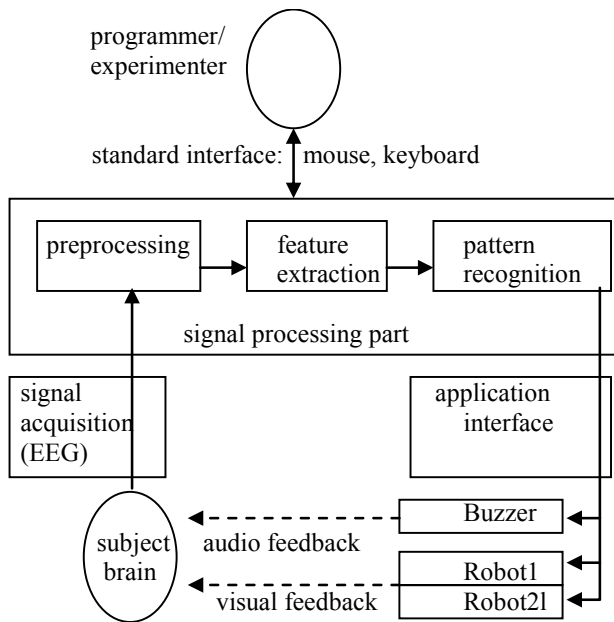 programmer/
experimenter
standard interface: mouse, keyboard
preprocessing
feature
extraction
pattern
recognition
signal processing part
signal
acquisition
(EEG)
application
interface
subject
brain
audio feedback
visual feedback
Buzzer
Robot1
Robot2l